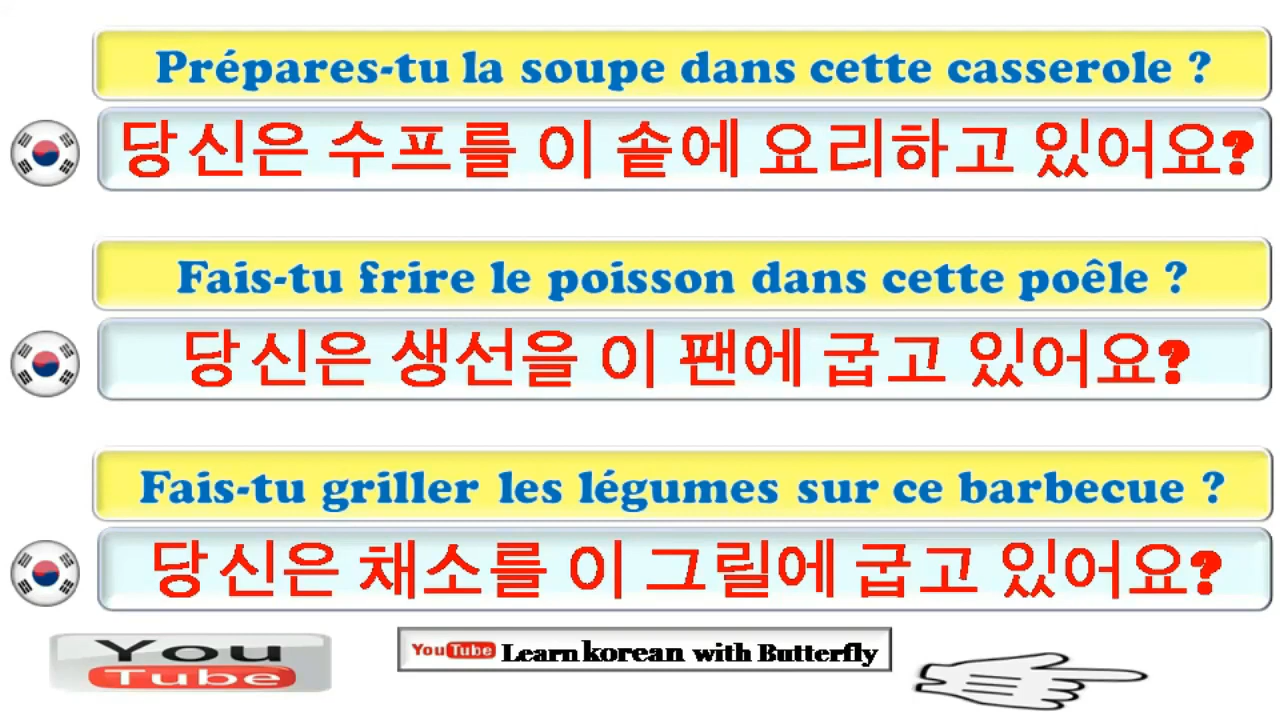 Prépares-tu la soupe dans cette casserole ?
당신은 수프를 이 솥에 요리하고 있어요?
Fais-tu frire le poisson dans cette poêle ?
당신은 생선을 이 팬에 굽고 있어요?
Fais-tu griller les légumes sur ce barbecue ?
당신은 채소를 이 그릴에 굽고 있어요?
You
Tube
YouTube Learn korean with Butterfly